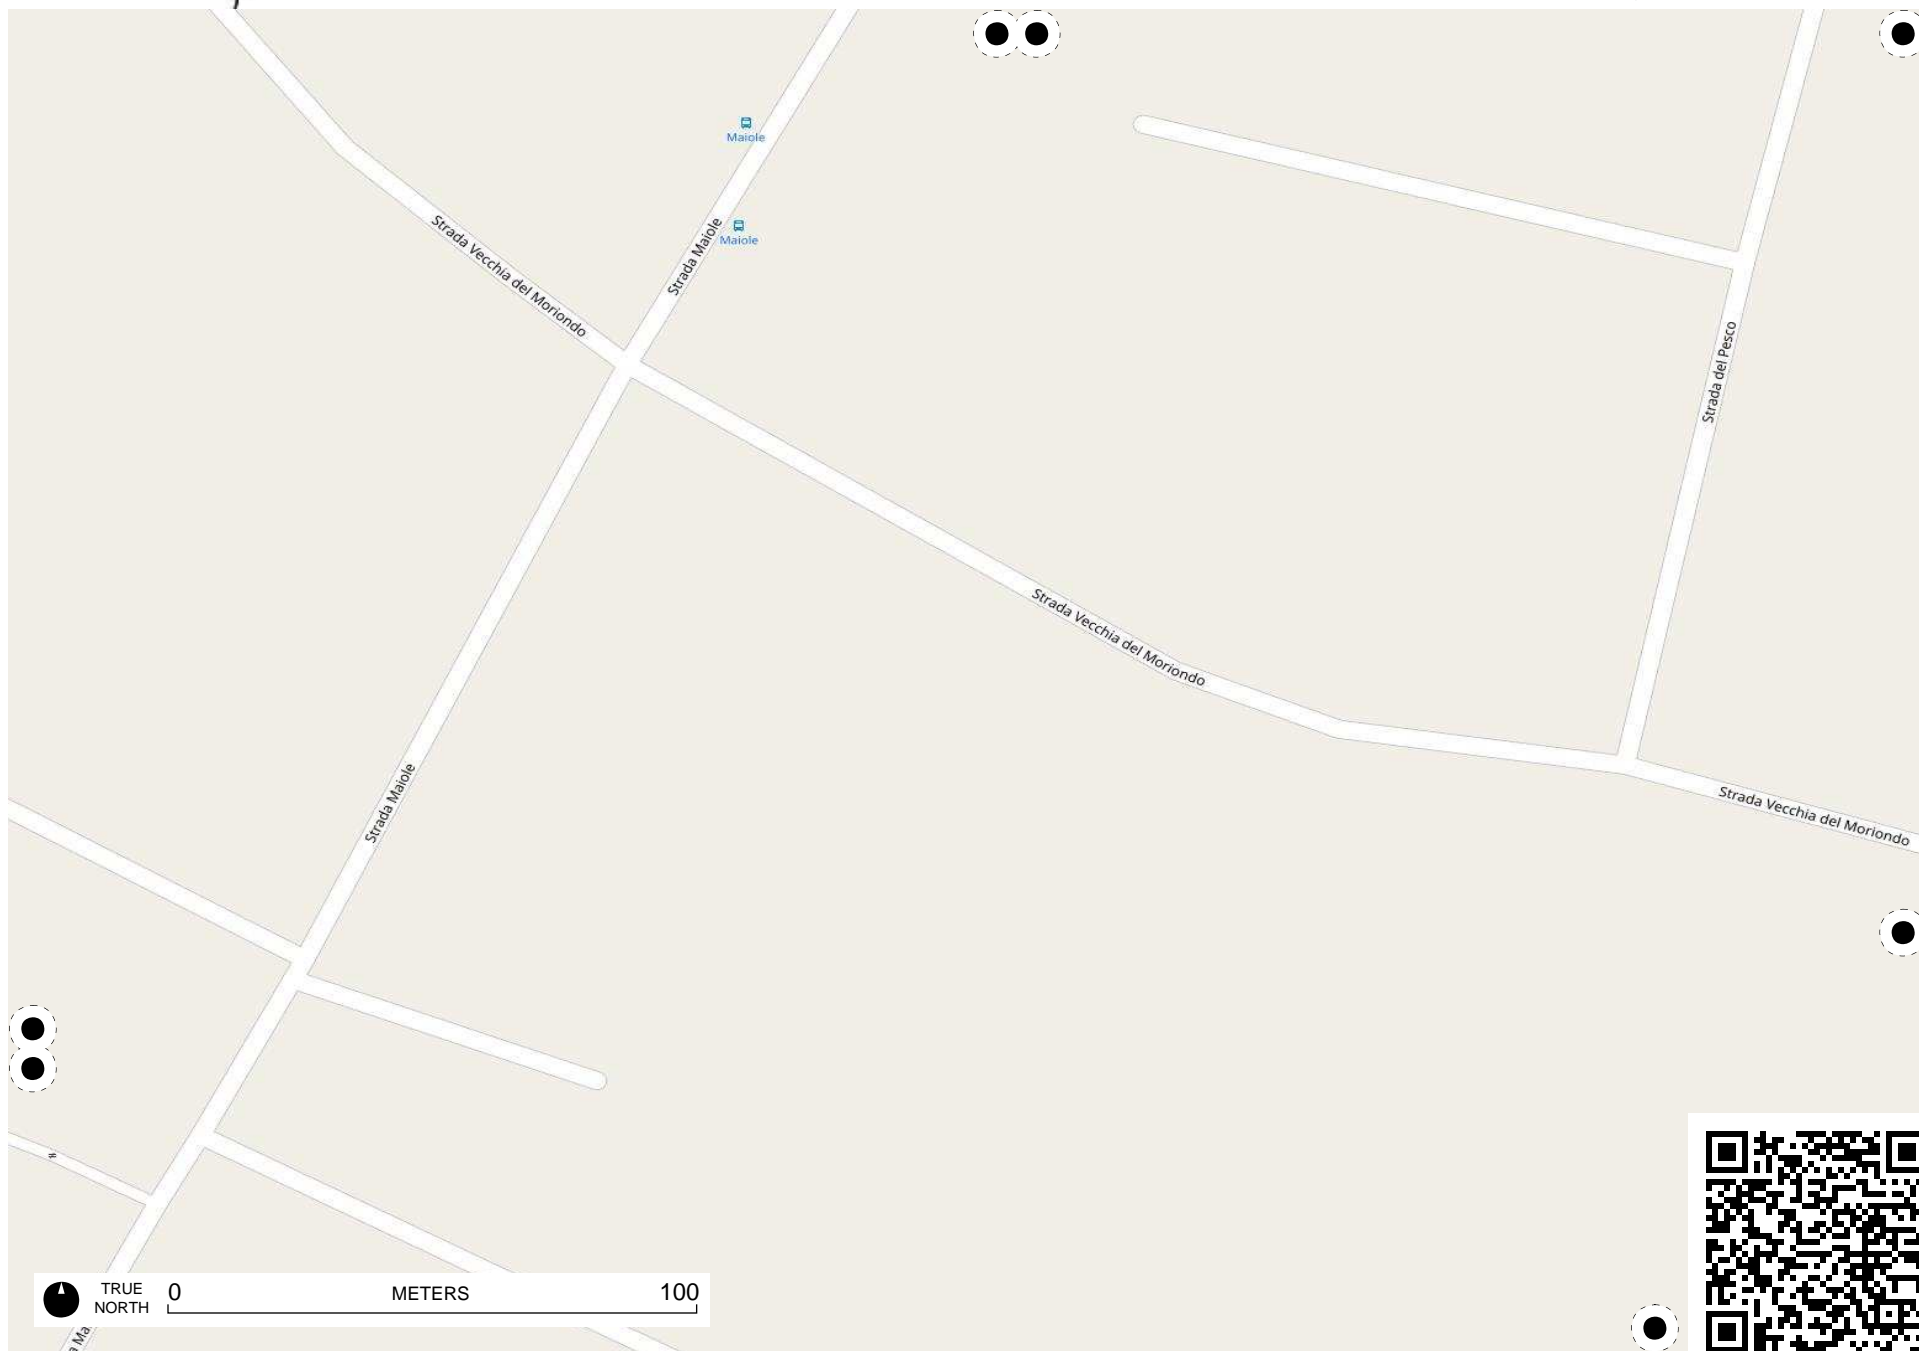 Maiole
Maiole
Strada Maiole
Strada Vecchia del Moriondo
Strada del Pesco
Strada Vecchia del Moriondo
Strada Maiole
Strada Vecchia del Moriondo
TRUE
NORTH
0 METERS 100